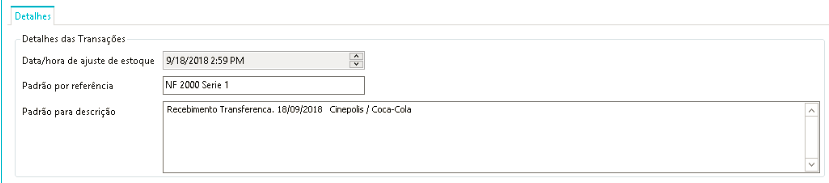 Detalhes
Detalhes das Transações
Data/hora de ajuste de estoque 9/18/2018 2:59 PM
Padrão por referência NF 2000 Serie 1
Padrão para descrição Recebimento Transferenca. 18/09/2018 Cinepolis / Coca-Cola